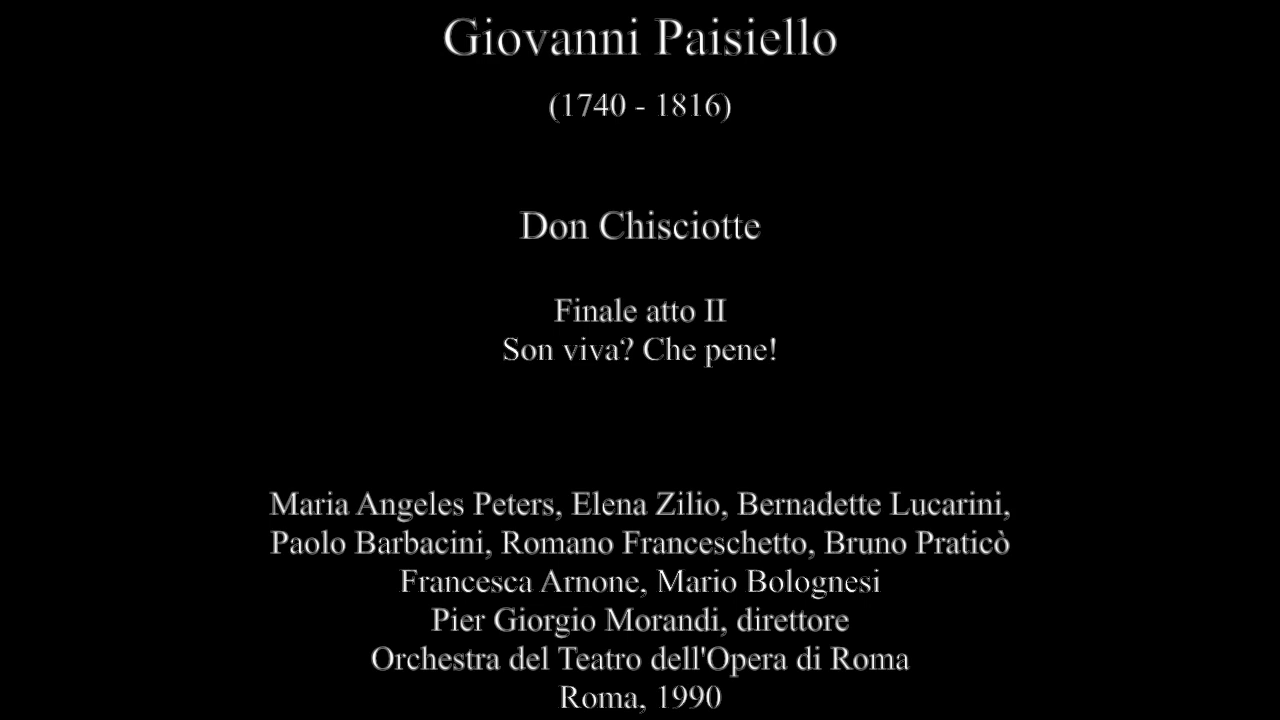 Giovanni Paisiello
(1740 - 1816)
Don Chisciotte
Finale atto II
Son viva? Che pene!
Maria Angeles Peters, Elena Zilio, Bernadette Lucarini,
Paolo Barbacini, Romano Franceschetto, Bruno Praticò
Francesca Arnone, Mario Bolognesi
Pier Giorgio Morandi, direttore
Orchestra del Teatro dell'Opera di Roma
Roma, 1990